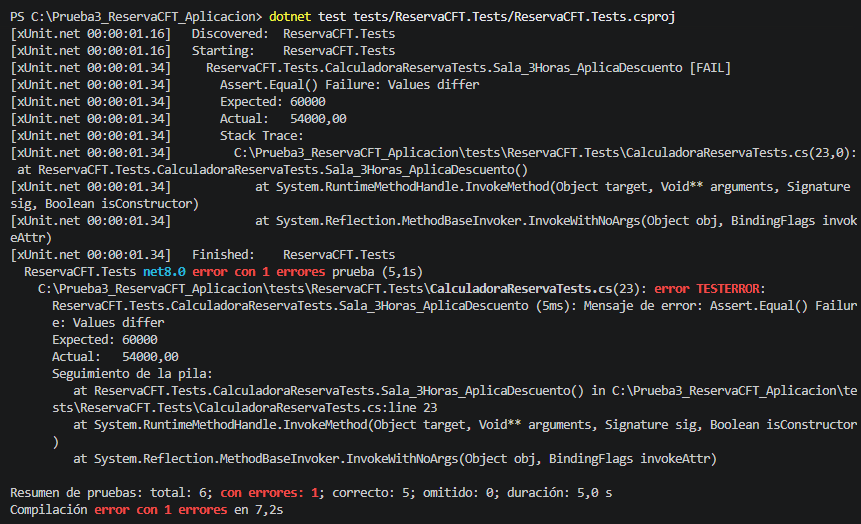 PS C:\Prueba3_ReservaCFT_Aplicacion> dotnet test tests/ReservaCFT.Tests/ReservaCFT.Tests.csproj
[xUnit.net 00:00:01.16]   Discovered:  ReservaCFT.Tests
[xUnit.net 00:00:01.16]   Starting:    ReservaCFT.Tests
[xUnit.net 00:00:01.34]     ReservaCFT.Tests.CalculadoraReservaTests.Sala_3Horas_AplicaDescuento [FAIL]
[xUnit.net 00:00:01.34]       Assert.Equal() Failure: Values differ
[xUnit.net 00:00:01.34]       Expected: 60000
[xUnit.net 00:00:01.34]       Actual:   54000,00
[xUnit.net 00:00:01.34]       Stack Trace:
[xUnit.net 00:00:01.34]         C:\Prueba3_ReservaCFT_Aplicacion\tests\ReservaCFT.Tests\CalculadoraReservaTests.cs(23,0):
 at ReservaCFT.Tests.CalculadoraReservaTests.Sala_3Horas_AplicaDescuento()
[xUnit.net 00:00:01.34]            at System.RuntimeMethodHandle.InvokeMethod(Object target, Void** arguments, Signature
sig, Boolean isConstructor)
[xUnit.net 00:00:01.34]            at System.Reflection.MethodBaseInvoker.InvokeWithNoArgs(Object obj, BindingFlags invok
eAttr)
[xUnit.net 00:00:01.34]   Finished:    ReservaCFT.Tests
  ReservaCFT.Tests net8.0 error con 1 errores prueba (5,1s)
    C:\Prueba3_ReservaCFT_Aplicacion\tests\ReservaCFT.Tests\CalculadoraReservaTests.cs(23): error TESTERROR:
      ReservaCFT.Tests.CalculadoraReservaTests.Sala_3Horas_AplicaDescuento (5ms): Mensaje de error: Assert.Equal() Failur
      e: Values differ
      Expected: 60000
      Actual:   54000,00
      Seguimiento de la pila:
         at ReservaCFT.Tests.CalculadoraReservaTests.Sala_3Horas_AplicaDescuento() in C:\Prueba3_ReservaCFT_Aplicacion\te
      sts\ReservaCFT.Tests\CalculadoraReservaTests.cs:line 23
         at System.RuntimeMethodHandle.InvokeMethod(Object target, Void** arguments, Signature sig, Boolean isConstructor
      )
         at System.Reflection.MethodBaseInvoker.InvokeWithNoArgs(Object obj, BindingFlags invokeAttr)
Resumen de pruebas: total: 6; con errores: 1; correcto: 5; omitido: 0; duración: 5,0 s
Compilación error con 1 errores en 7,2s